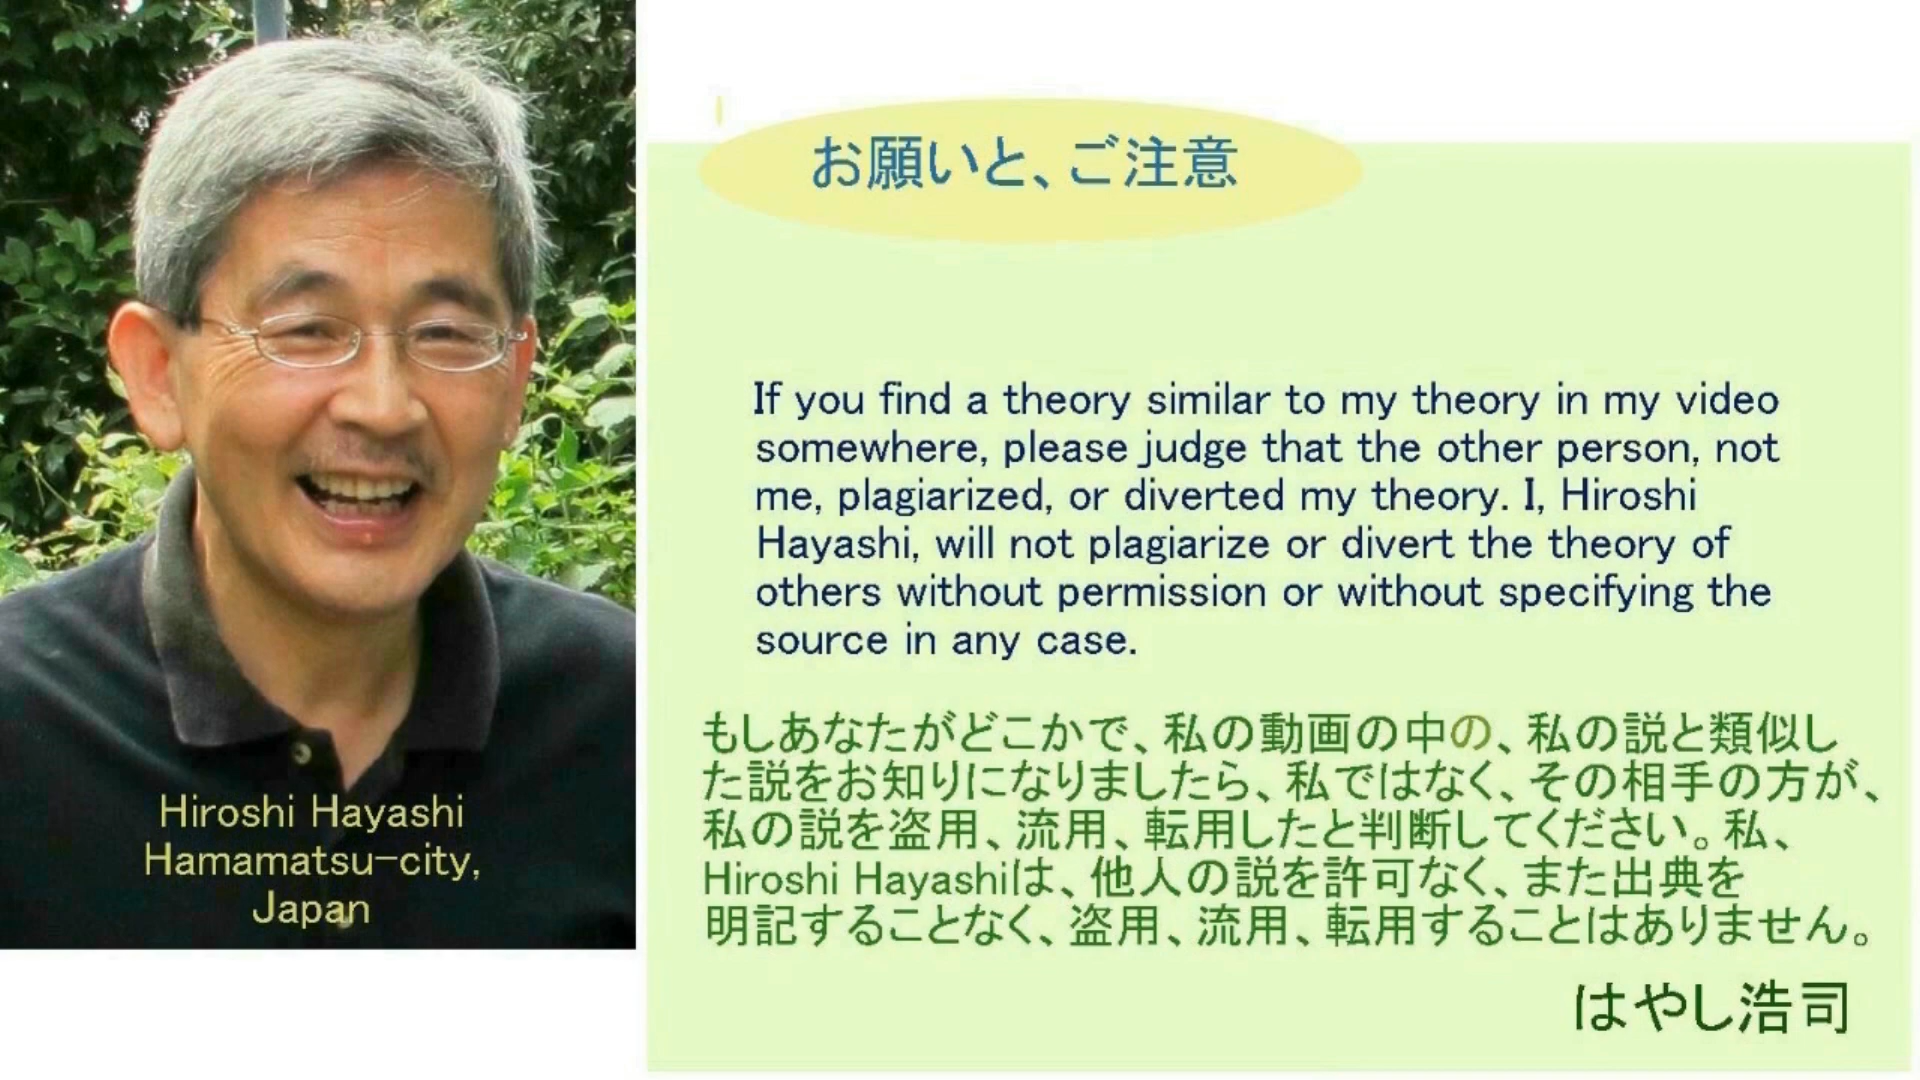 お願いと、ご注意
If you find a theory similar to my theory in my video
somewhere, please judge that the other person, not
me, plagiarized, or diverted my theory. I, Hiroshi
Hayashi, will not plagiarize or divert the theory of
others without permission or without specifying the
source in any case.
もしあなたがどこかで、私の動画の中の、私の説と類似し
た説をお知りになりましたら、私ではなく、その相手の方が、
私の説を盗用、流用、転用したと判断してください。私、
Hiroshi Hayashiは、他人の説を許可なく、また出典を
明記することなく、盗用、流用、転用することはありません。
はやし浩司
Hiroshi Hayashi
Hamamatsu-city,
Japan